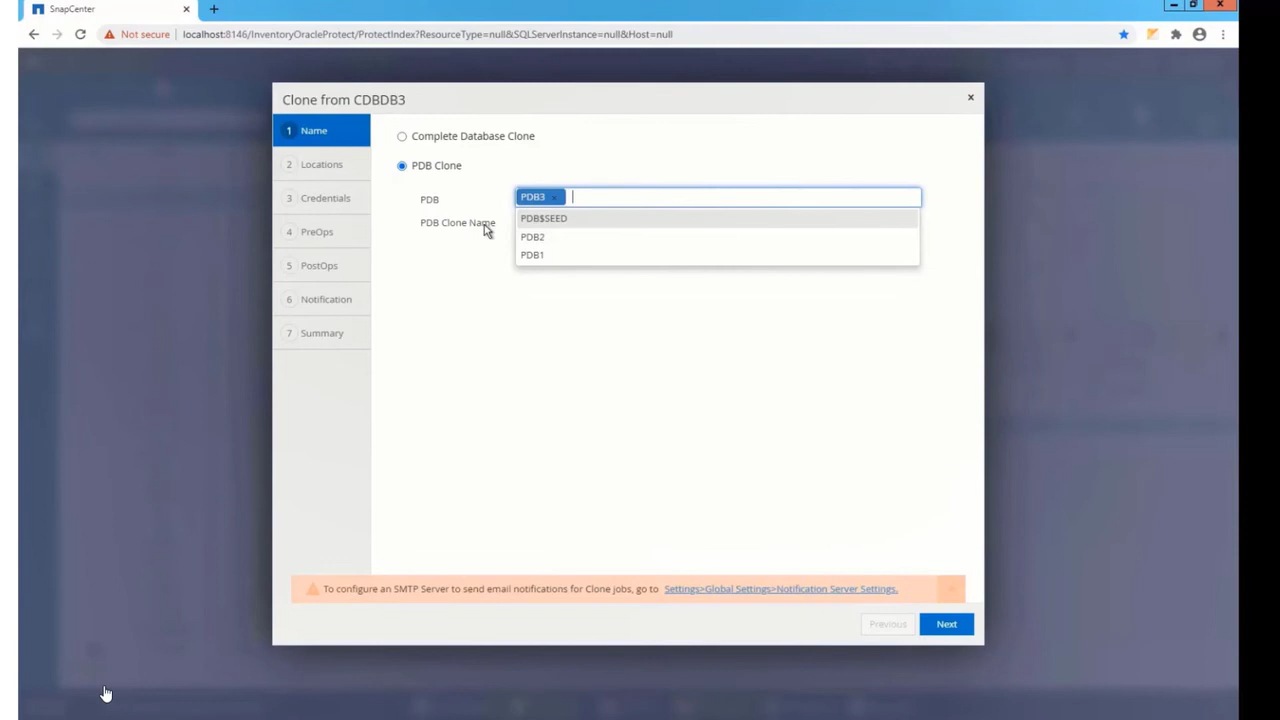 SnapCenter
Not secure
localhost:8146/InventoryOracleProtect/ProtectIndex?ResourceType=null&SQLServerInstance=null&Host=null
Clone from CDBDB3
1 Name
Complete Database Clone
2 Locations
PDB Clone
3 Credentials
PDB
PDB3
PDB Clone Name
PDB$SEED
4 PreOps
PDB2
PDB1
5 PostOps
6 Notification
7 Summary
To configure an SMTP Server to send email notifications for Clone jobs, go to Settings>Global Settings>Notification Server Settings.
Previous
Next